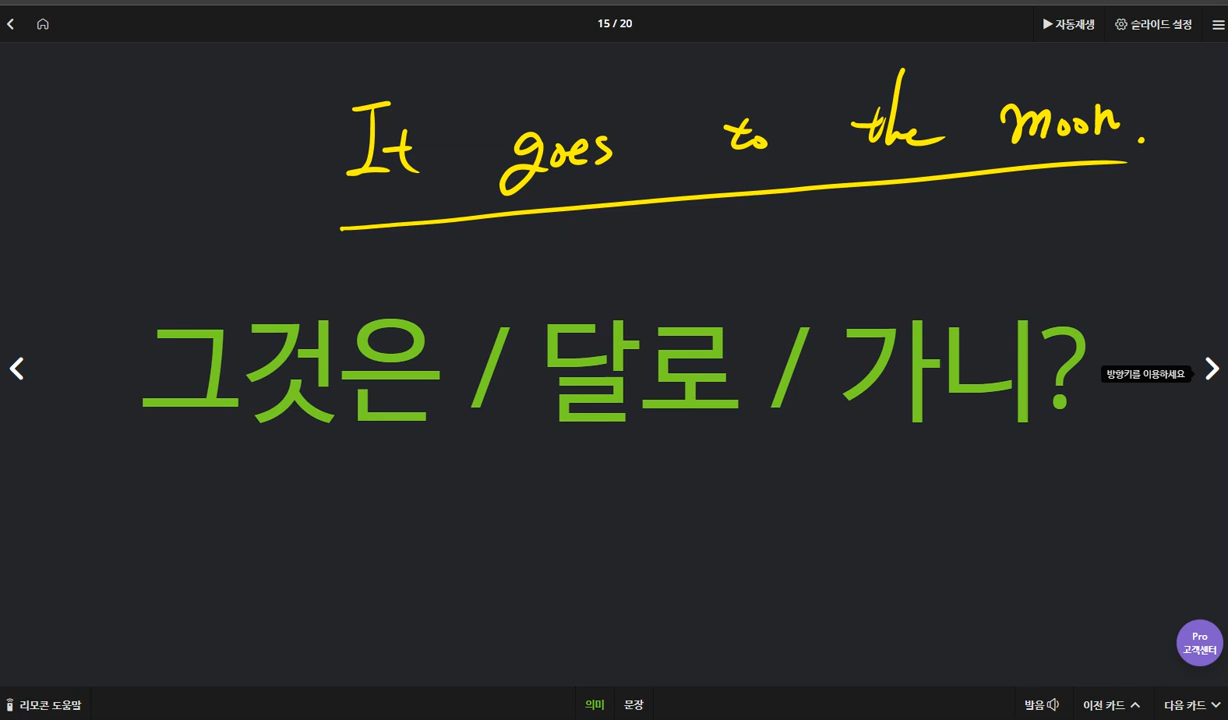 15 / 20
▶ 자동재생
슬라이드 설정
It goes to the moon.
그것은 / 달로 / 가니?
방향키를 이용하세요
Pro
고객센터
리모콘 도움말
의미
문장
발음
이전 카드
다음 카드